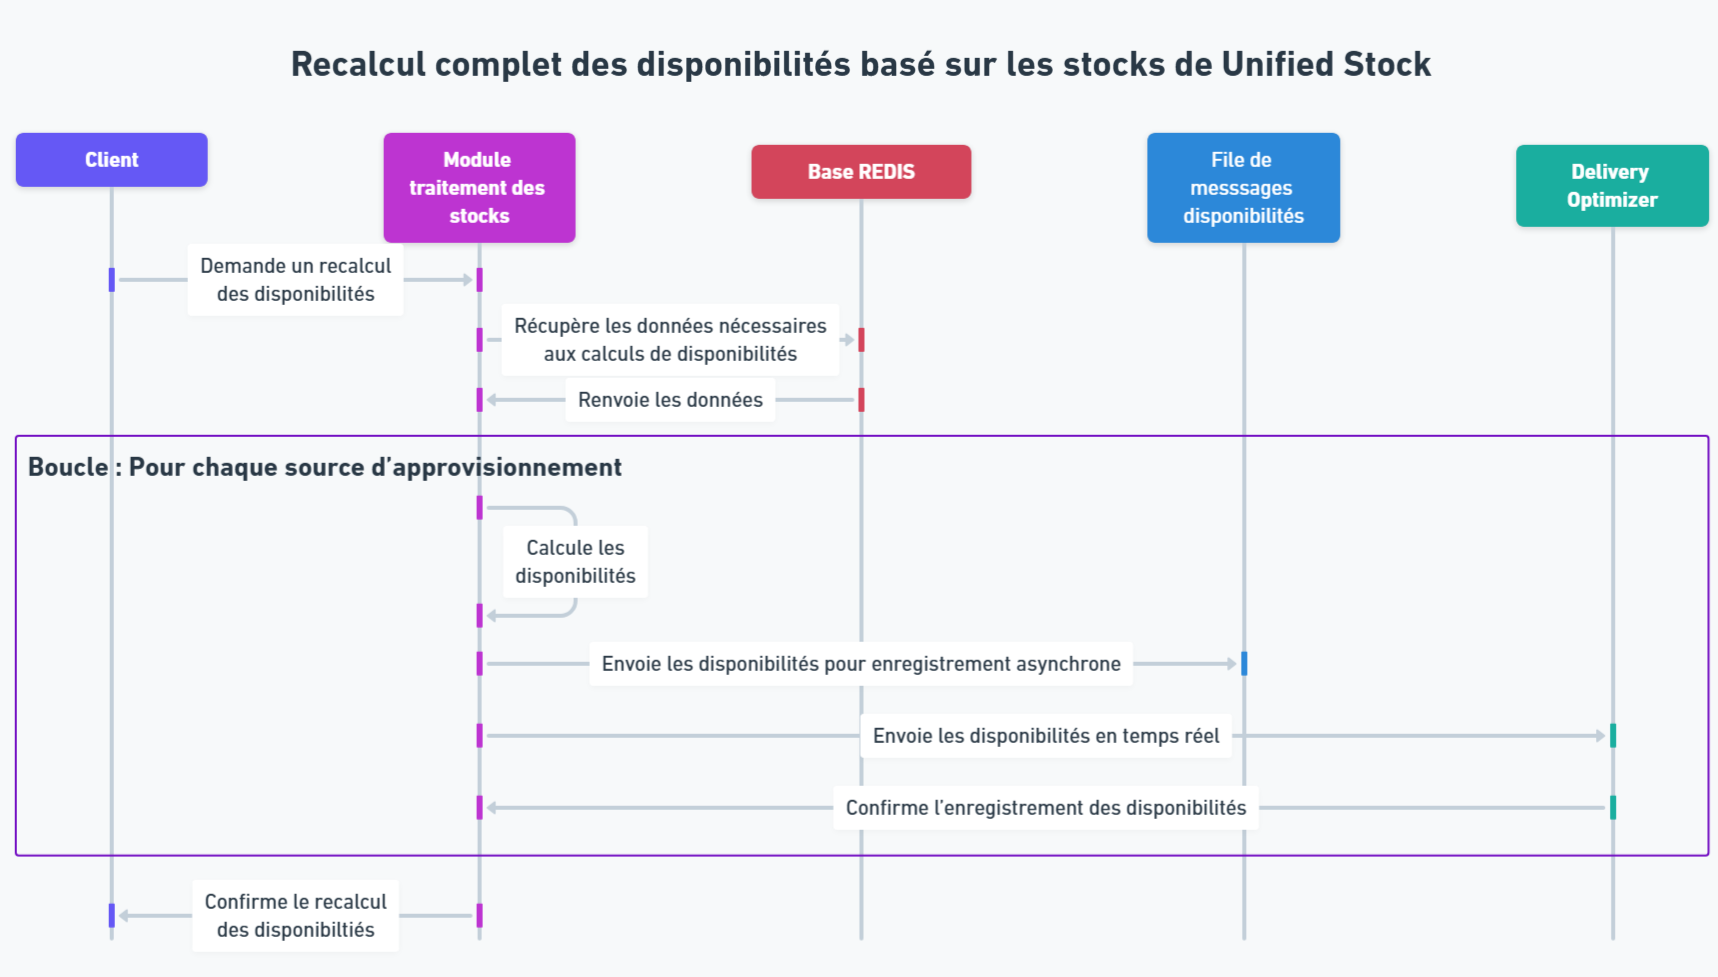 Recalcul complet des disponibilités basé sur les stocks de Unified Stock
Client
Module
traitement des
stocks
Base REDIS
File de
messsages
disponibilités
Delivery
Optimizer
Demande un recalcul
des disponibilités
Récupère les données nécessaires
aux calculs de disponibilités
Renvoie les données
Boucle : Pour chaque source d’approvisionnement
Calcule les
disponibilités
Envoie les disponibilités pour enregistrement asynchrone
Envoie les disponibilités en temps réel
Confirme l’enregistrement des disponibilités
Confirme le recalcul
des disponibiltiés